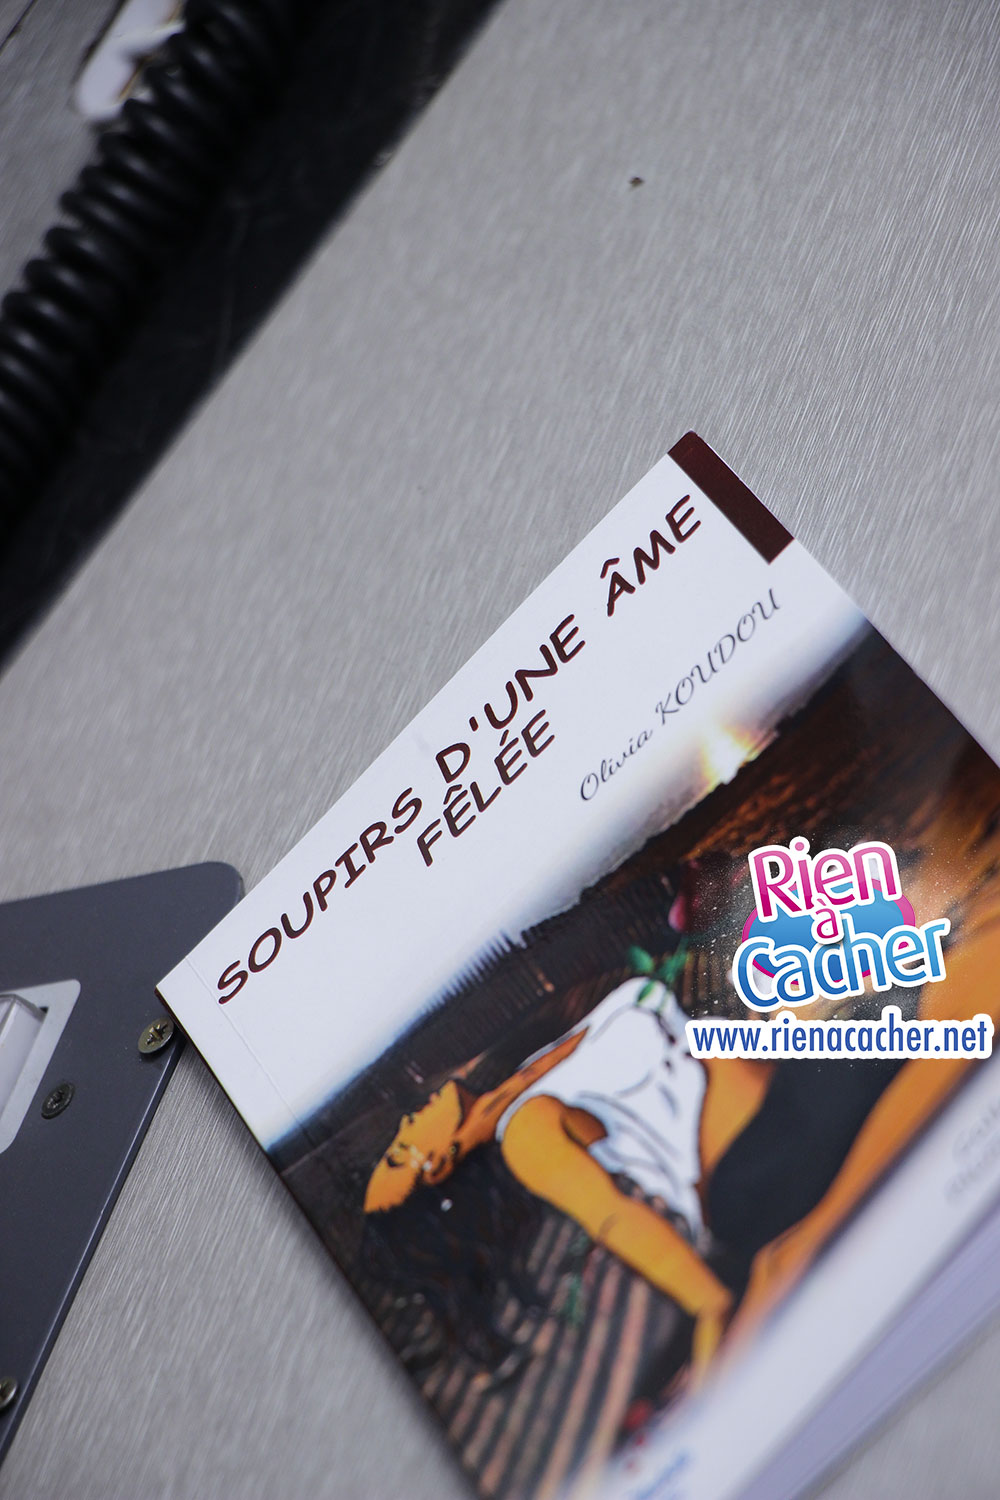 SOUPIRS D'UNE ÂME
FÊLÉE
Olivia KOUDOU
Rien
à
Cacher
www.rienacacher.net